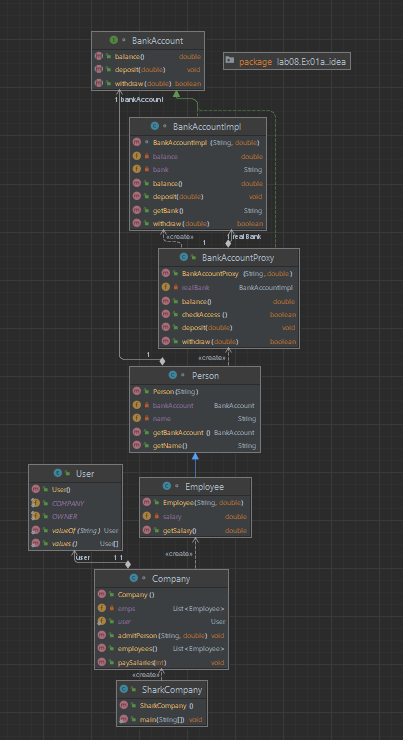 BankAccount
balance() double
deposit(double) void
withdraw(double) boolean
package lab08.Ex01a..idea
1 bankAccount
BankAccountImpl
BankAccountImpl (String, double)
balance double
bank String
balance() double
deposit(double) void
getBank() String
withdraw(double) boolean
«create» 1 1 realBank
BankAccountProxy
BankAccountProxy (String, double)
realBank BankAccountImpl
balance() double
checkAccess () boolean
deposit(double) void
withdraw(double) boolean
1 «create»
Person
Person(String)
bankAccount BankAccount
name String
getBankAccount () BankAccount
getName() String
User
User()
COMPANY
OWNER
valueOf (String) User
values() User[]
Employee
Employee(String, double)
salary double
getSalary() double
user 1 1 «create»
Company
Company ()
emps List<Employee>
user User
admitPerson(String, double) void
employees() List<Employee>
paySalaries(int) void
«create»
SharkCompany
SharkCompany ()
main(String[]) void